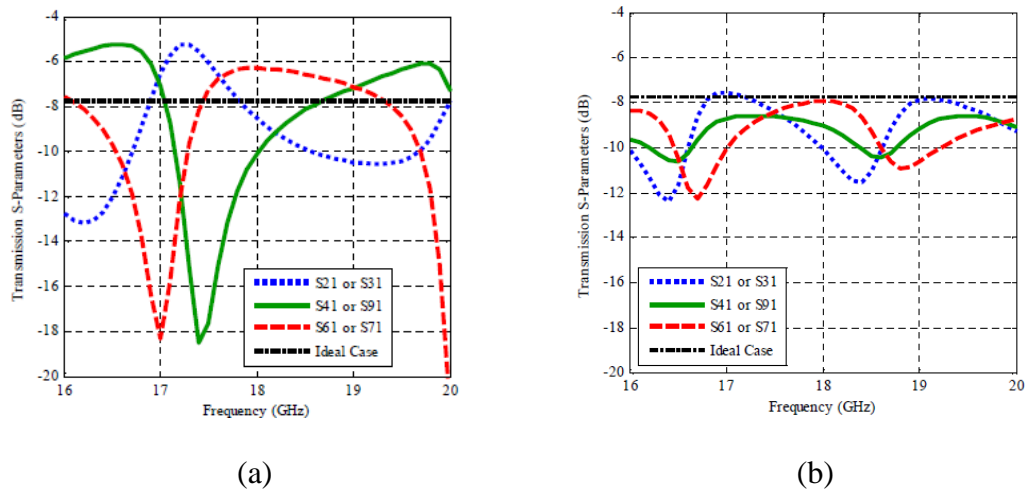 -4
-6
-8
-10
-12
-14
-16
-18
-20
16
17
18
19
20
Transmission S-Parameters (dB)
Frequency (GHz)
S21 or S31
S41 or S91
S61 or S71
Ideal Case
(a)
-4
-6
-8
-10
-12
-14
-16
-18
-20
16
17
18
19
20
Transmission S-Parameters (dB)
Frequency (GHz)
S21 or S31
S41 or S91
S61 or S71
Ideal Case
(b)